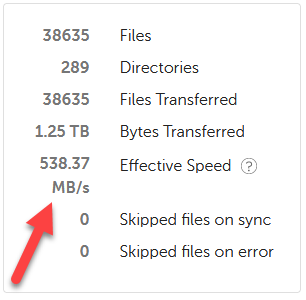 38635 Files
289 Directories
38635 Files Transferred
1.25 TB Bytes Transferred
538.37 Effective Speed ?
MB/s
0 Skipped files on sync
0 Skipped files on error